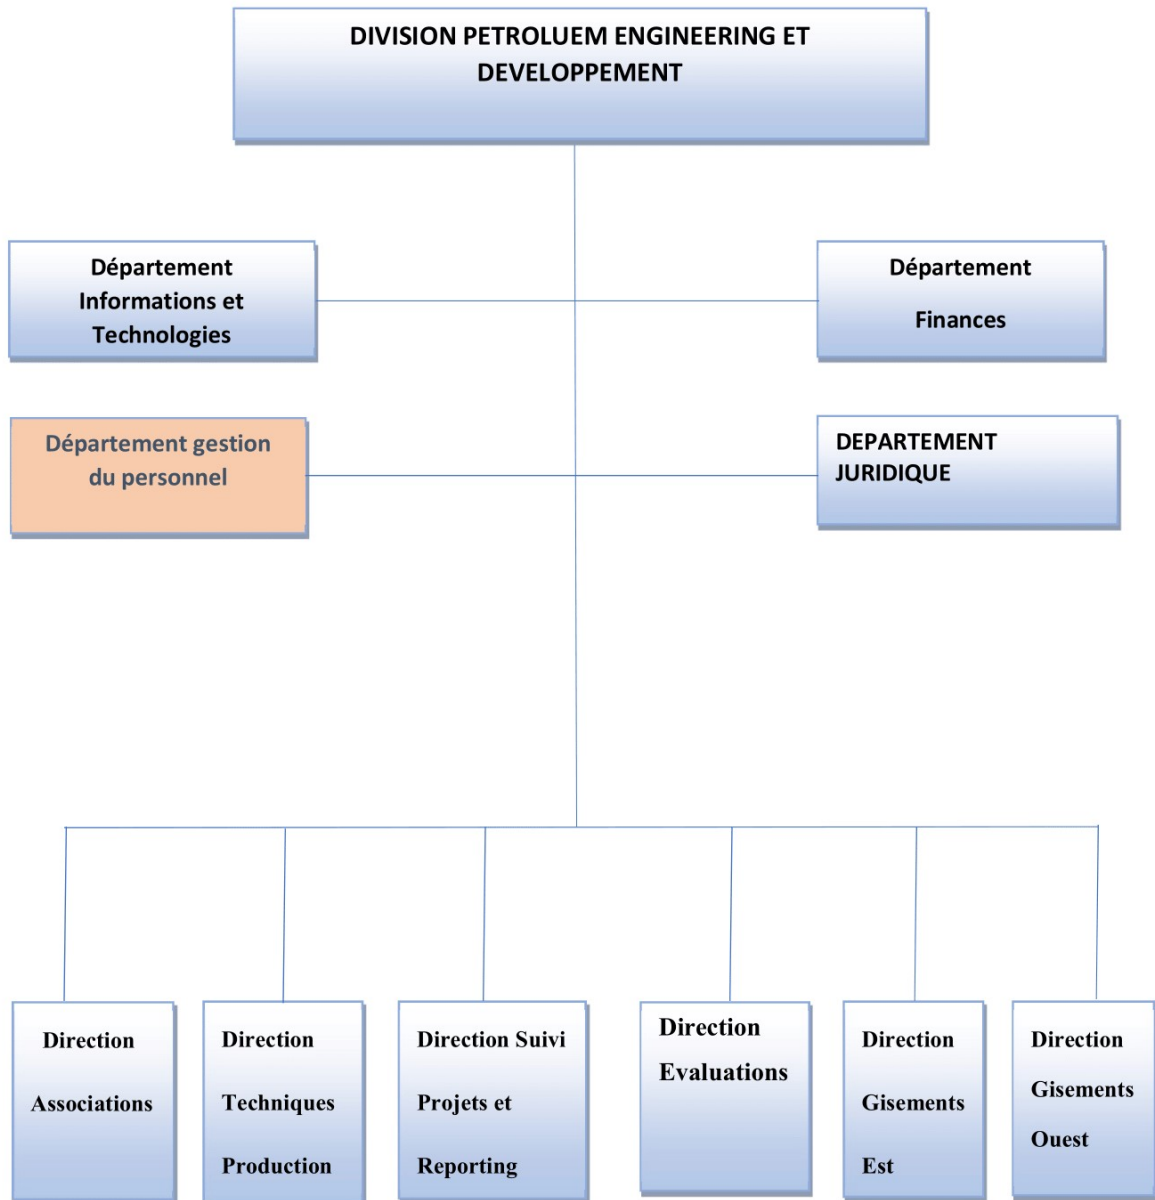 DIVISION PETROLUEM ENGINEERING ET
DEVELOPPEMENT
Département
Informations et
Technologies
Département
Finances
Département gestion
du personnel
DEPARTEMENT
JURIDIQUE
Direction
Associations
Direction
Techniques
Production
Direction Suivi
Projets et
Reporting
Direction
Evaluations
Direction
Gisements
Est
Direction
Gisements
Ouest